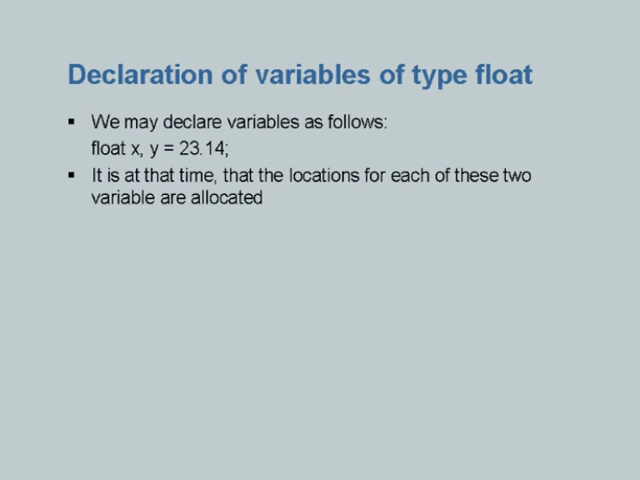 Declaration of variables of type float
▪ We may declare variables as follows:
float x, y = 23.14;
▪ It is at that time, that the locations for each of these two
variable are allocated